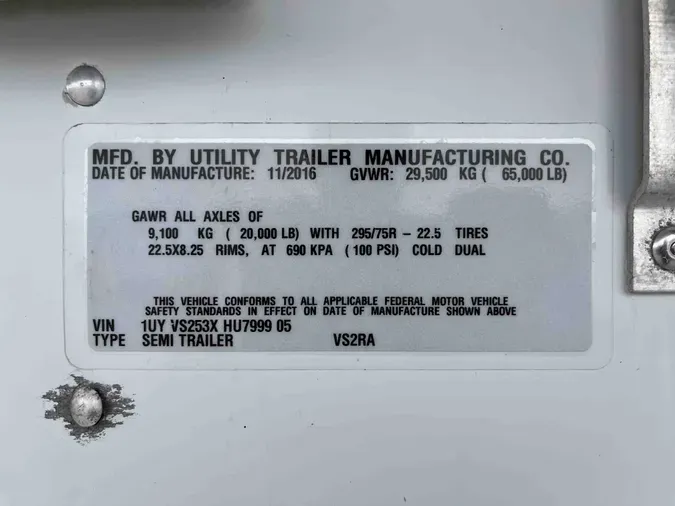 MFD. BY UTILITY TRAILER MANUFACTURING CO.
DATE OF MANUFACTURE: 11/2016 GVWR: 29,500 KG ( 65,000 LB)
GAWR ALL AXLES OF
9,100 KG ( 20,000 LB) WITH 295/75R - 22.5 TIRES
22.5X8.25 RIMS, AT 690 KPA ( 100 PSI) COLD DUAL
THIS VEHICLE CONFORMS TO ALL APPLICABLE FEDERAL MOTOR VEHICLE
SAFETY STANDARDS IN EFFECT ON DATE OF MANUFACTURE SHOWN ABOVE
VIN 1UY VS253X HU7999 05
TYPE SEMI TRAILER VS2RA